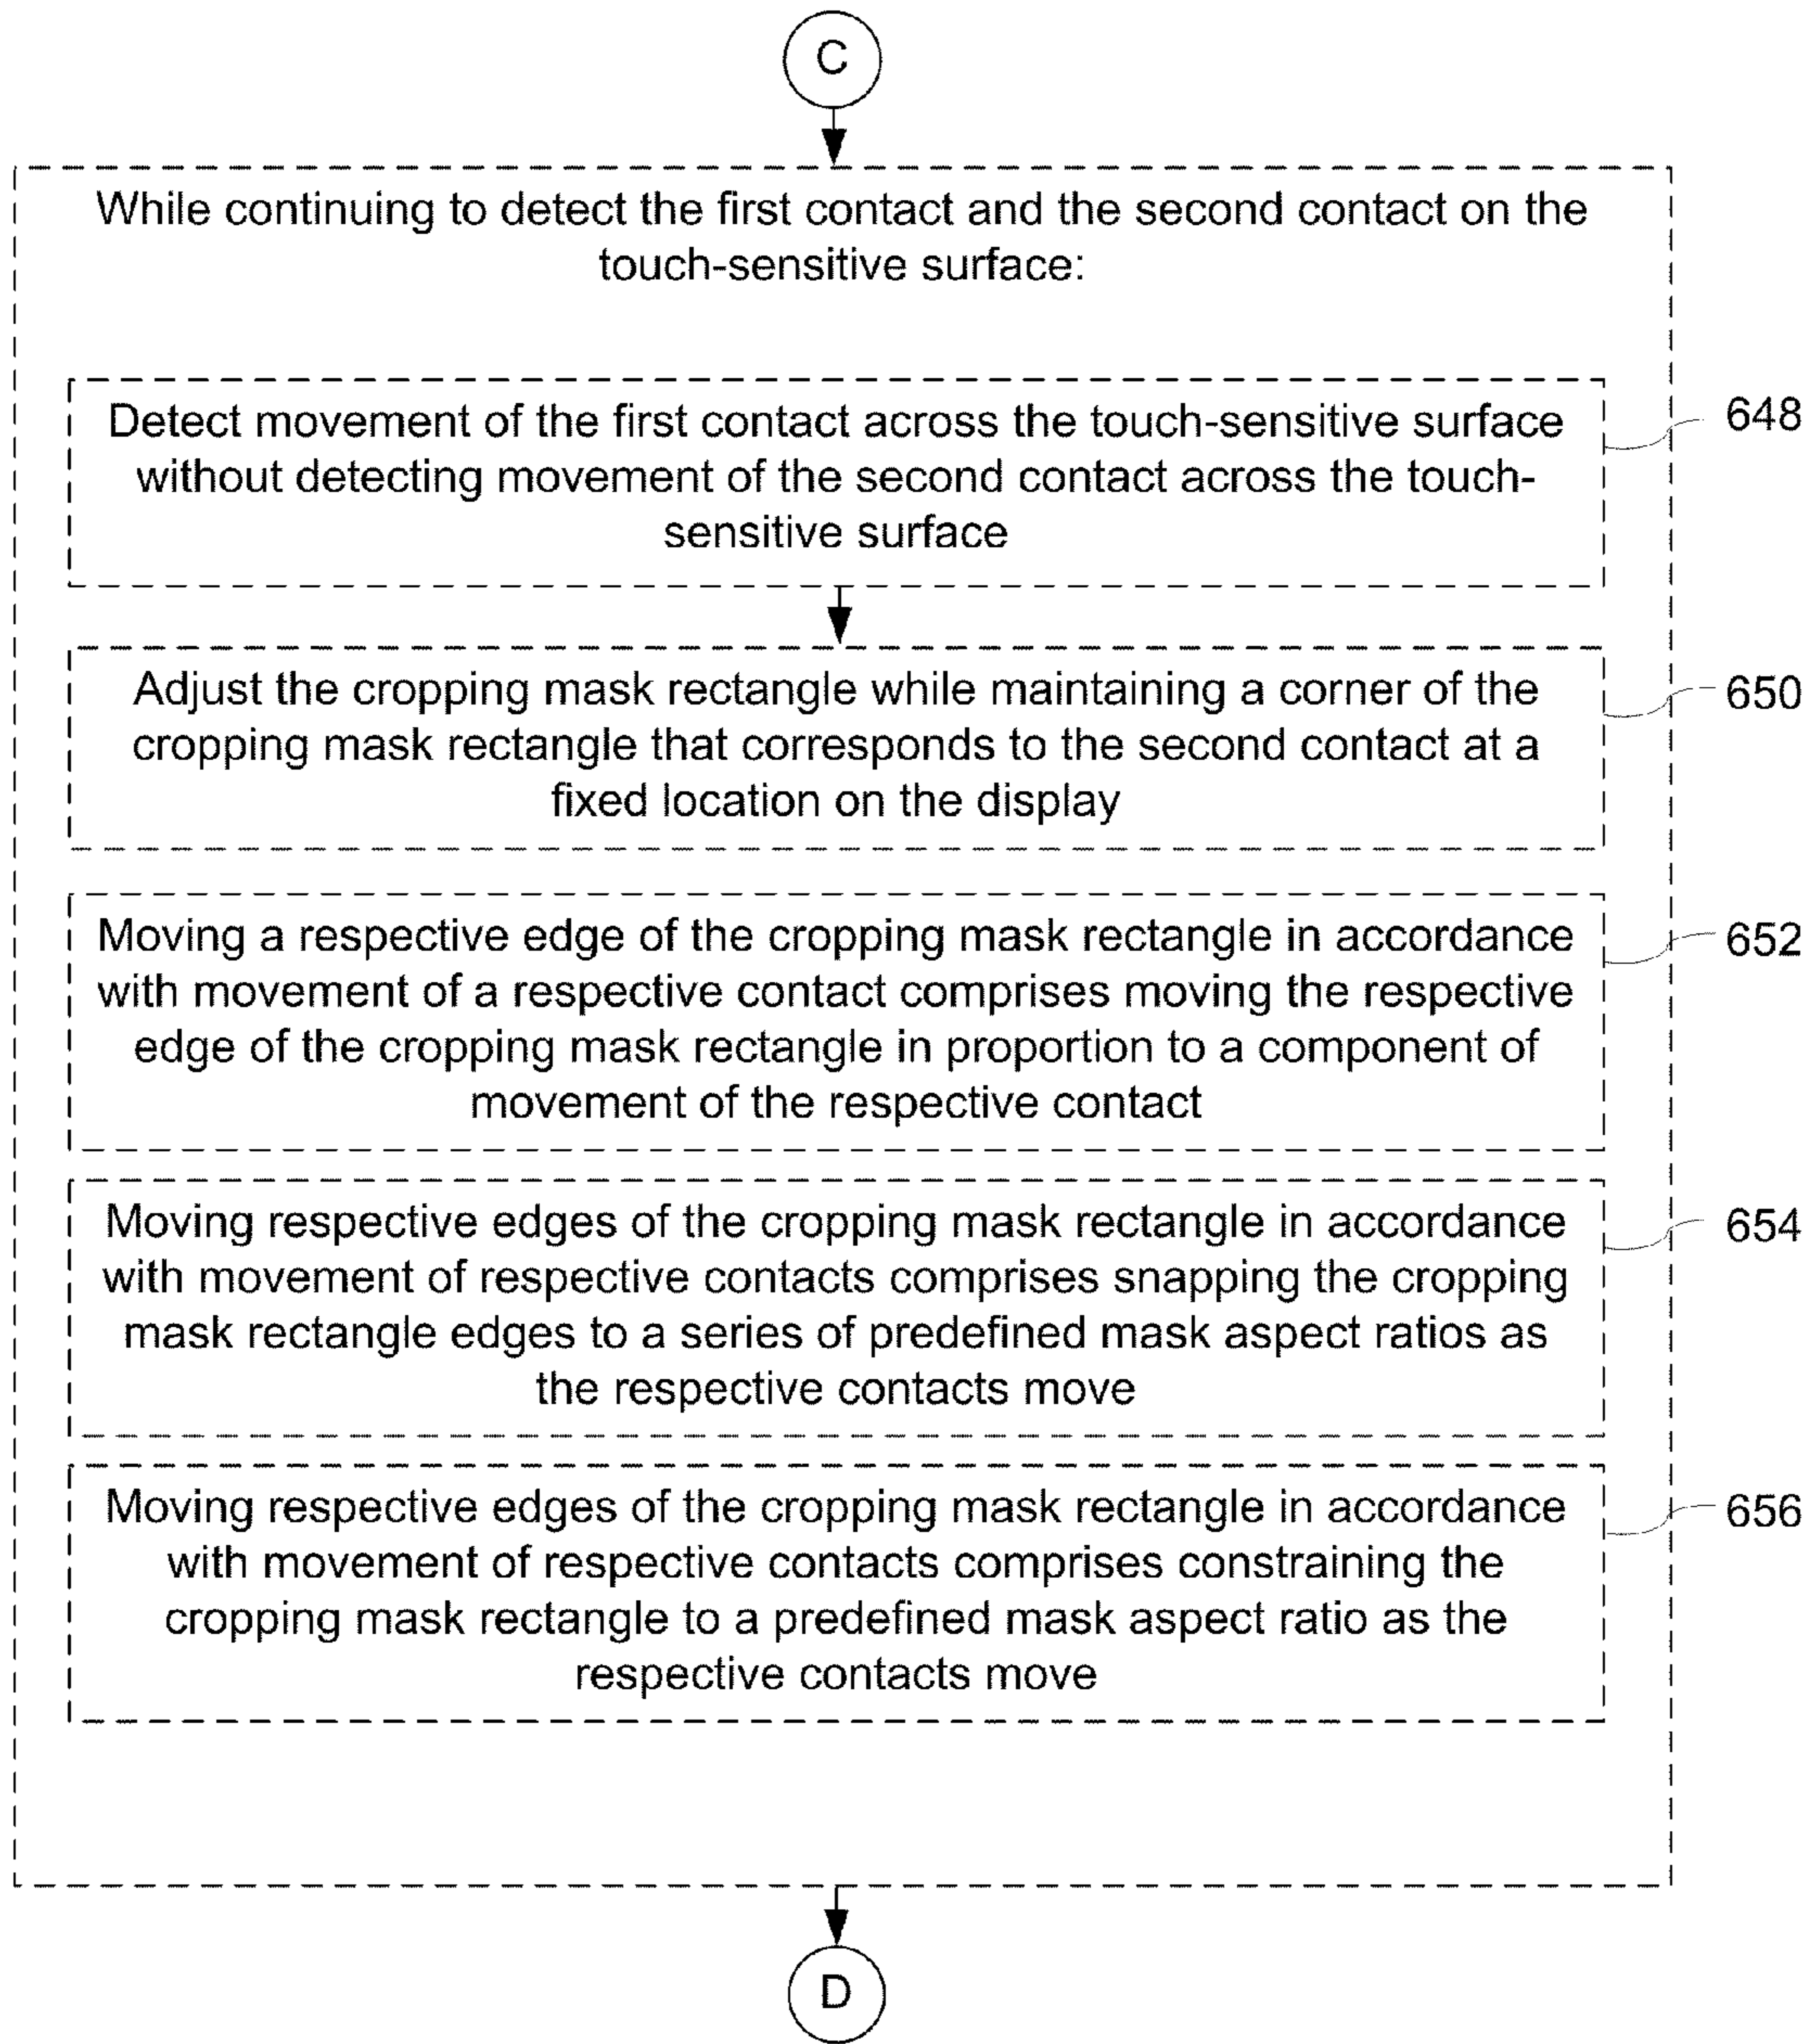 C
While continuing to detect the first contact and the second contact on the
touch-sensitive surface:
Detect movement of the first contact across the touch-sensitive surface
without detecting movement of the second contact across the touch-
sensitive surface
648
Adjust the cropping mask rectangle while maintaining a corner of the
cropping mask rectangle that corresponds to the second contact at a
fixed location on the display
650
Moving a respective edge of the cropping mask rectangle in accordance
with movement of a respective contact comprises moving the respective
edge of the cropping mask rectangle in proportion to a component of
movement of the respective contact
652
Moving respective edges of the cropping mask rectangle in accordance
with movement of respective contacts comprises snapping the cropping
mask rectangle edges to a series of predefined mask aspect ratios as
the respective contacts move
654
Moving respective edges of the cropping mask rectangle in accordance
with movement of respective contacts comprises constraining the
cropping mask rectangle to a predefined mask aspect ratio as the
respective contacts move
656
D